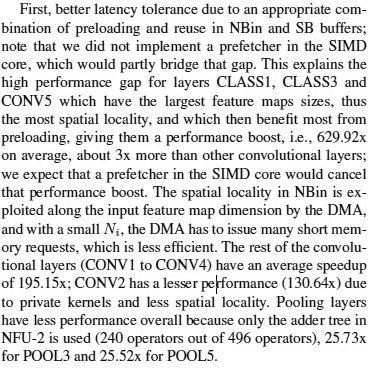 First, better latency tolerance due to an appropriate com-
bination of preloading and reuse in NBin and SB buffers;
note that we did not implement a prefetcher in the SIMD
core, which would partly bridge that gap. This explains the
high performance gap for layers CLASS1, CLASS3 and
CONV5 which have the largest feature maps sizes, thus
the most spatial locality, and which then benefit most from
preloading, giving them a performance boost, i.e., 629.92x
on average, about 3x more than other convolutional layers;
we expect that a prefetcher in the SIMD core would cancel
that performance boost. The spatial locality in NBin is ex-
ploited along the input feature map dimension by the DMA,
and with a small Ni, the DMA has to issue many short mem-
ory requests, which is less efficient. The rest of the convolu-
tional layers (CONV1 to CONV4) have an average speedup
of 195.15x; CONV2 has a lesser performance (130.64x) due
to private kernels and less spatial locality. Pooling layers
have less performance overall because only the adder tree in
NFU-2 is used (240 operators out of 496 operators), 25.73x
for POOL3 and 25.52x for POOL5.